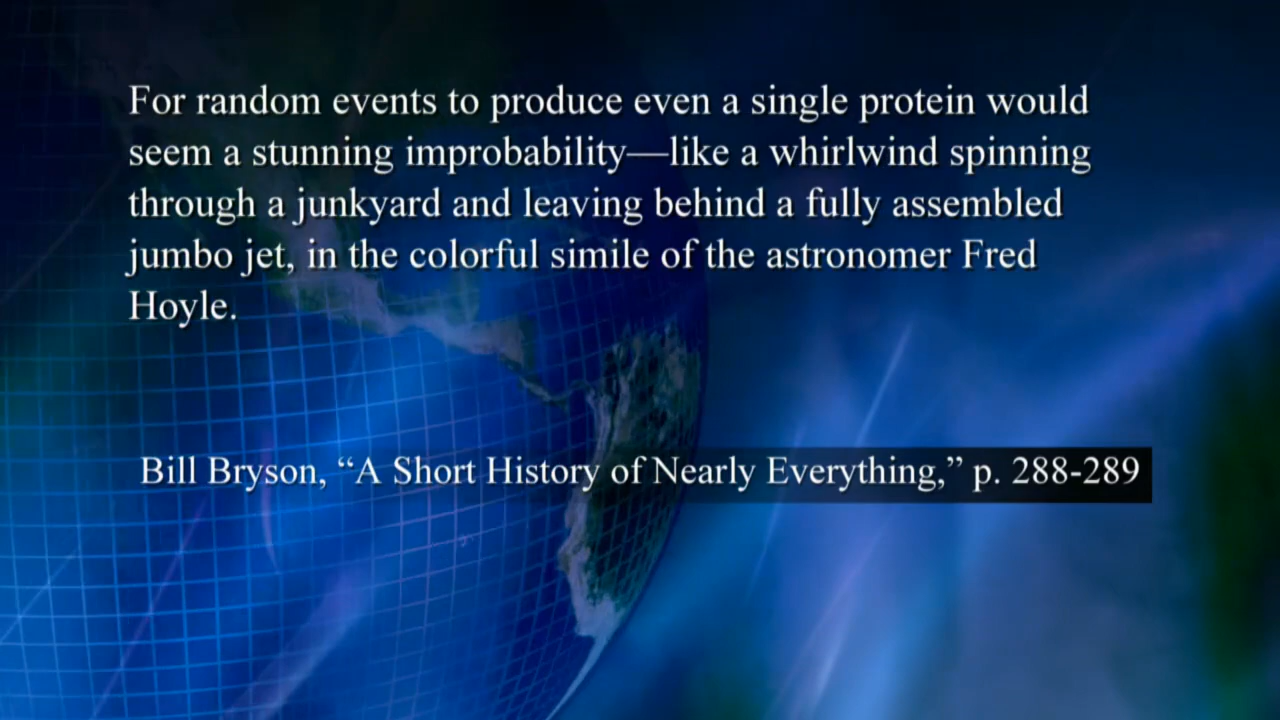 For random events to produce even a single protein would
seem a stunning improbability—like a whirlwind spinning
through a junkyard and leaving behind a fully assembled
jumbo jet, in the colorful simile of the astronomer Fred
Hoyle.
Bill Bryson, “A Short History of Nearly Everything,” p. 288-289